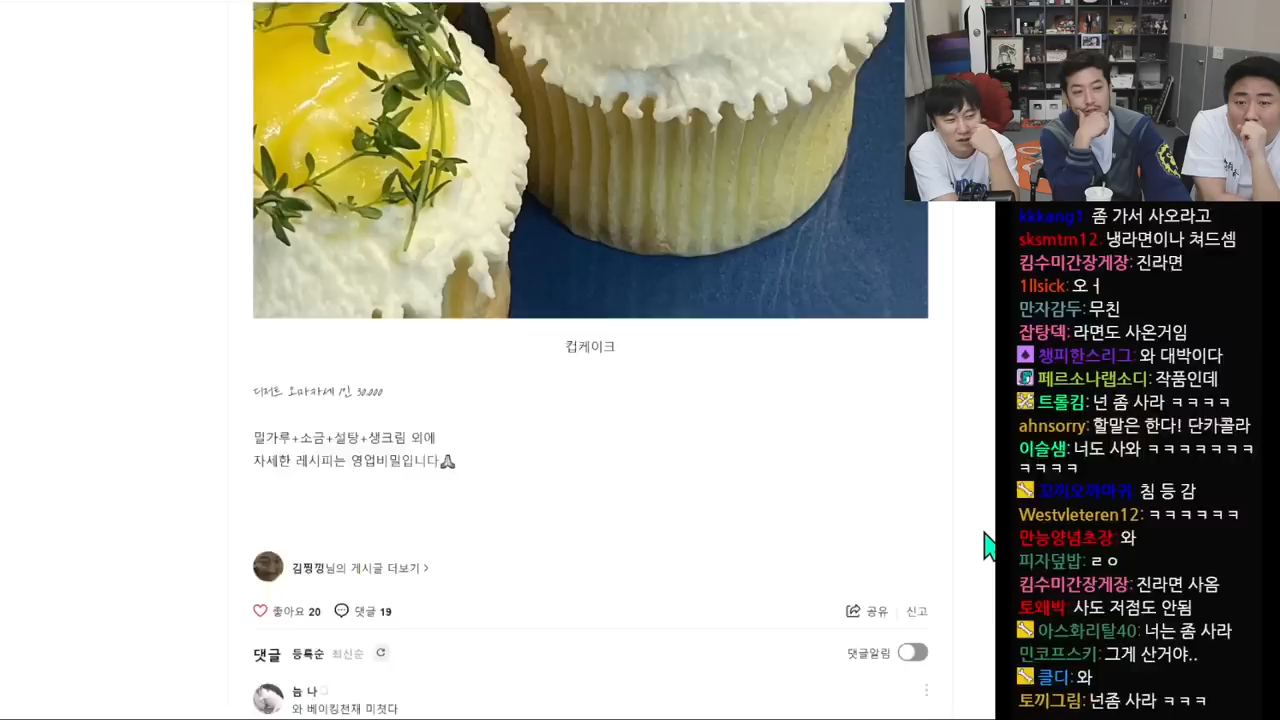 컵케이크
디저트 오마카세 1인 30,000
밀가루+소금+설탕+생크림 외에
자세한 레시피는 영업비밀입니다
김찡껑님의 게시글 더보기 >
좋아요 20 댓글 19
공유 신고
댓글 등록순 최신순
댓글알림
늠 나
와 베이킹천재 미쳣다
kkkang1 좀 가서 사오라고
sksmtm12: 냉라면이나 쳐드셈
킴수미간장게장: 진라면
1llsick: 오ㅕ
만자감두: 무친
잡탕덱: 라면도 사온거임
챙피한스리그: 와 대박이다
페르소나랩소디: 작품인데
트롤킴: 넌 좀 사라 ㅋㅋㅋㅋ
ahnsorry: 할말은 한다! 단카콜라
이슬샘: 너도 사와 ㅋㅋㅋㅋㅋㅋㅋ
ㅋㅋㅋㅋ
꼬끼오까마귀: 침 등 감
Westvleteren12: ㅋㅋㅋㅋㅋㅋ
만능양념초장: 와
피자덮밥: ㄹㅇ
킴수미간장게장: 진라면 사옴
토왜박: 사도 저점도 안됨
아스화리탈40: 너는 좀 사라
민코프스키: 그게 산거야..
클디: 와
토끼그림: 넌좀 사라 ㅋㅋㅋ